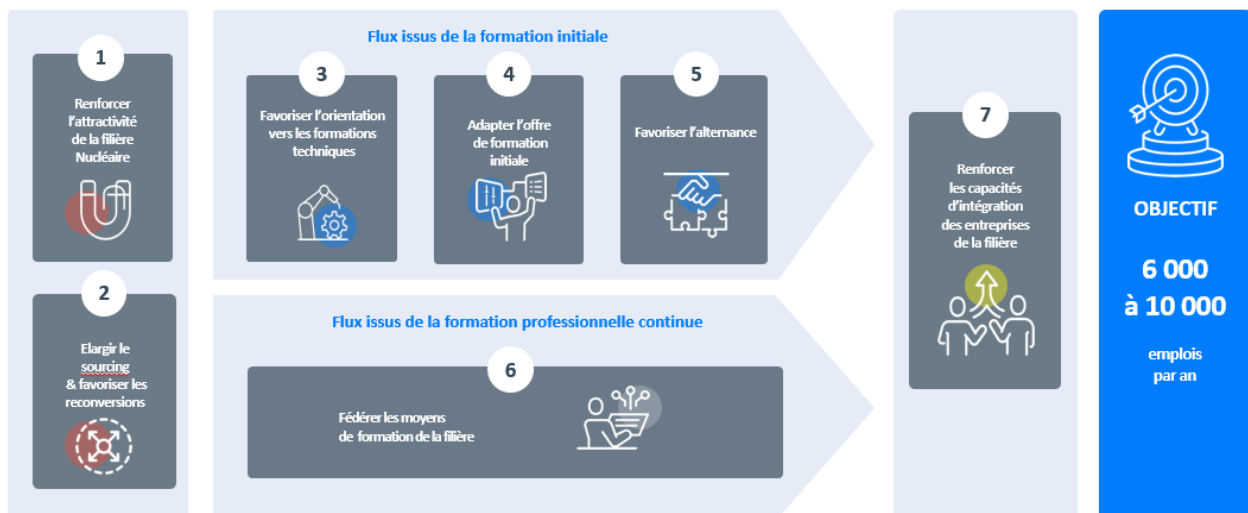 1
Renforcer
l'attractivité
de la filière
Nucléaire
2
Elargir le
sourcing
& favoriser les
reconversions
Flux issus de la formation initiale
3
Favoriser l'orientation
vers les formations
techniques
4
Adapter l'offre
de formation
initiale
5
Favoriser l'alternance
Flux issus de la formation professionnelle continue
6
Fédérer les moyens
de formation de la filière
7
Renforcer
les capacités
d'intégration
des entreprises
de la filière
OBJECTIF
6 000
à 10 000
emplois
par an